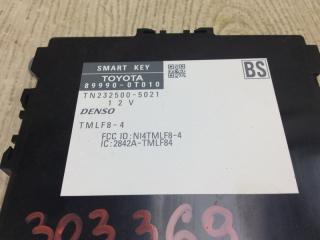 SMART KEY
TOYOTA
89990-0T010
BS
TN232500-5021
12V
DENSO
TMLF8-4
FCC ID:NI4TMLF8-4
IC:2842A-TMLF84
303369